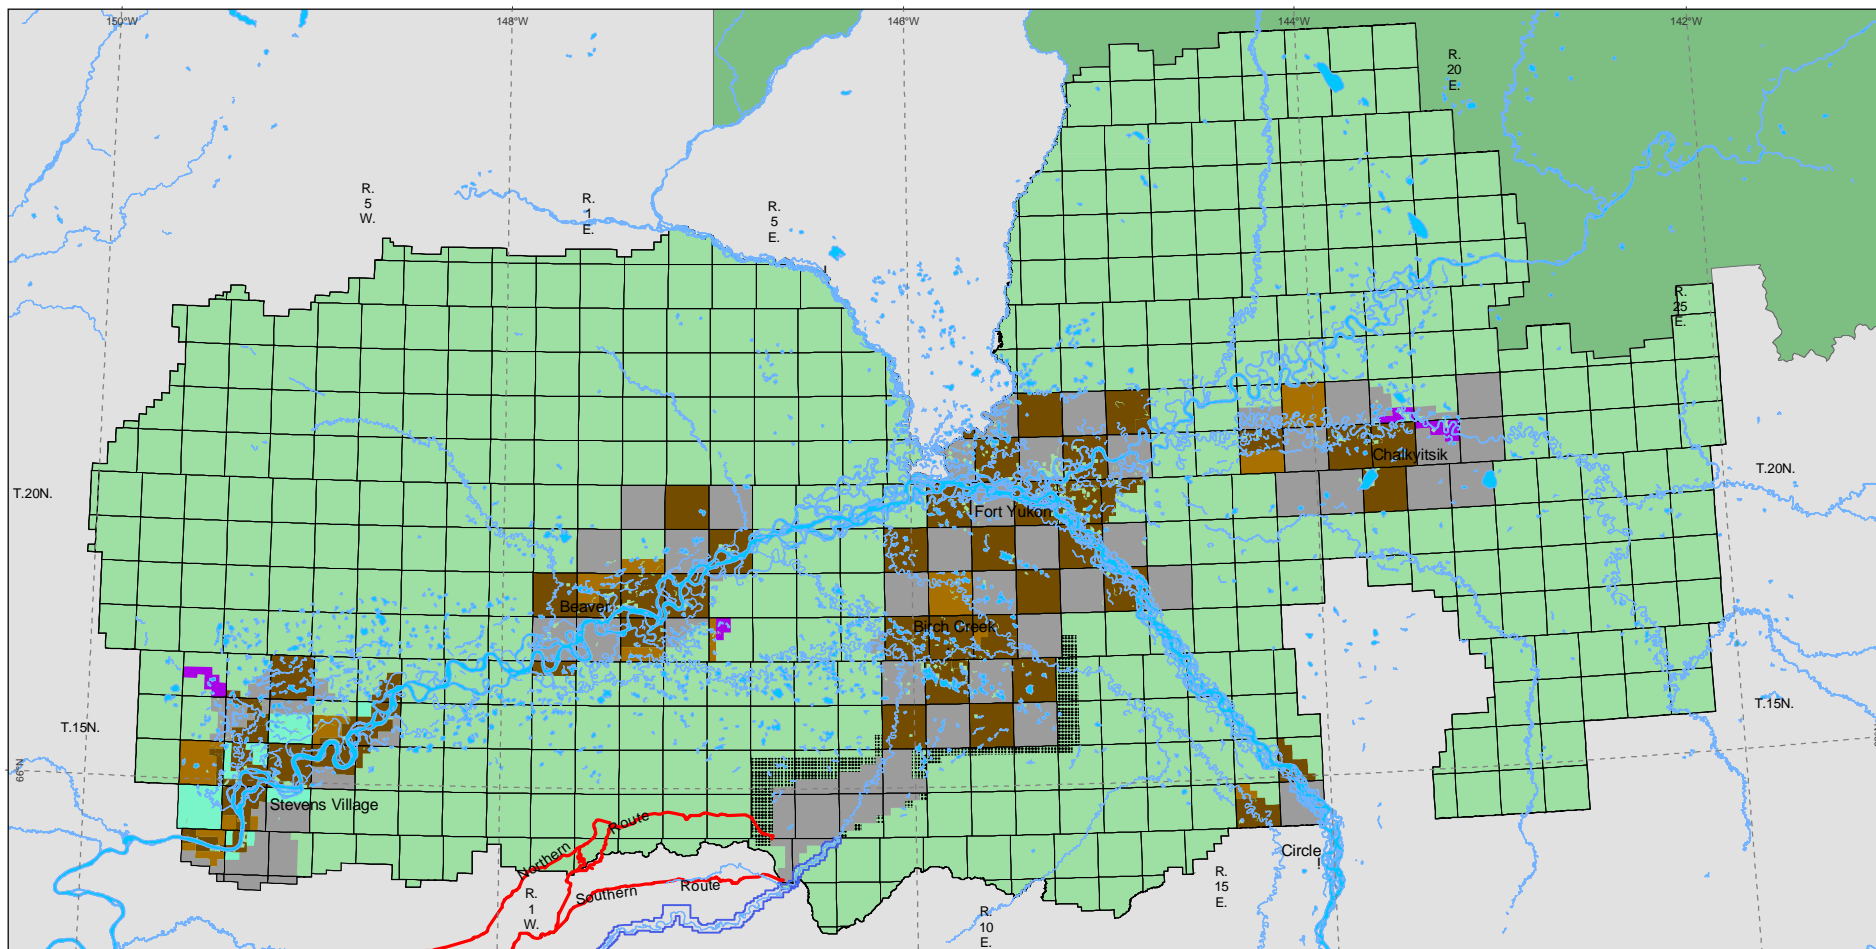 150°W
148°W
146°W
144°W
142°W
R.
20
E.
R.
5
W.
R.
1
E.
R.
5
E.
R.
25
E.
T.20N.
T.20N.
Chalkyitsik
Fort Yukon
Beaver
Birch Creek
T.15N.
T.15N.
66°N
Stevens Village
Northern
Route
Southern
Route
R.
1
W.
Circle
R.
15
E.
R.
10
E.